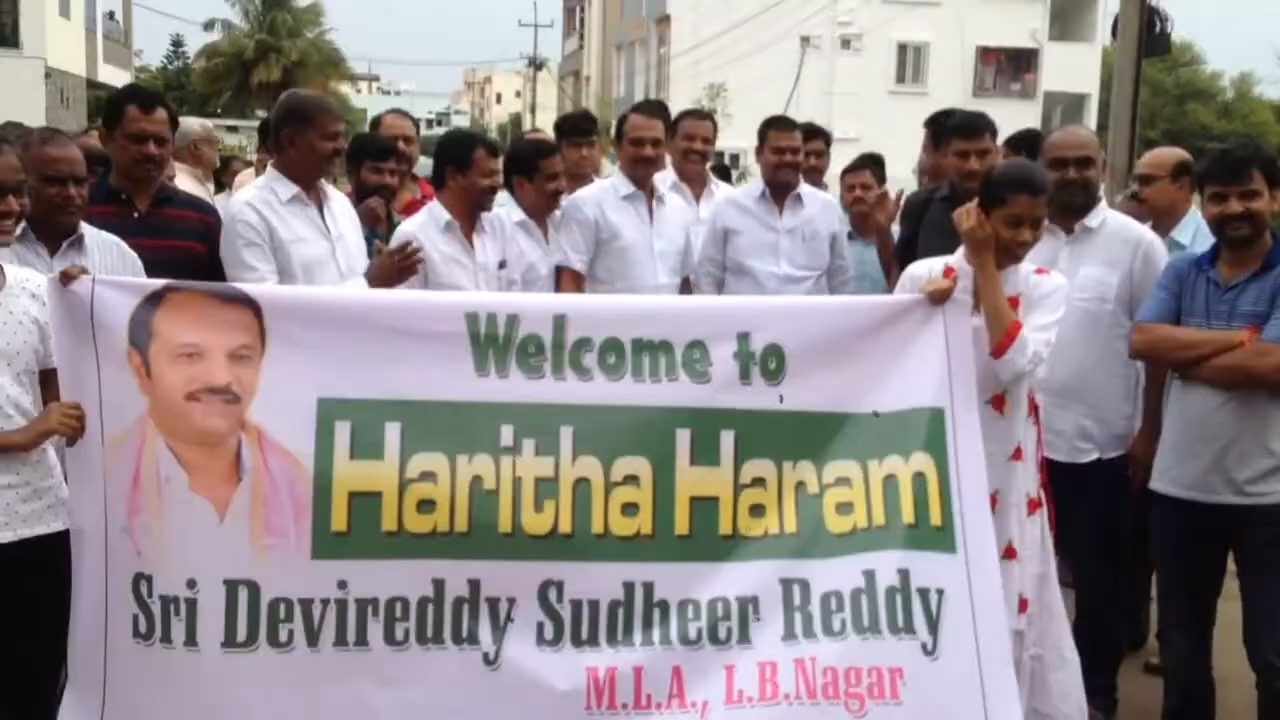 Welcome to
Haritha Haram
Sri Devireddy Sudheer Reddy
M.L.A., L.B.Nagar